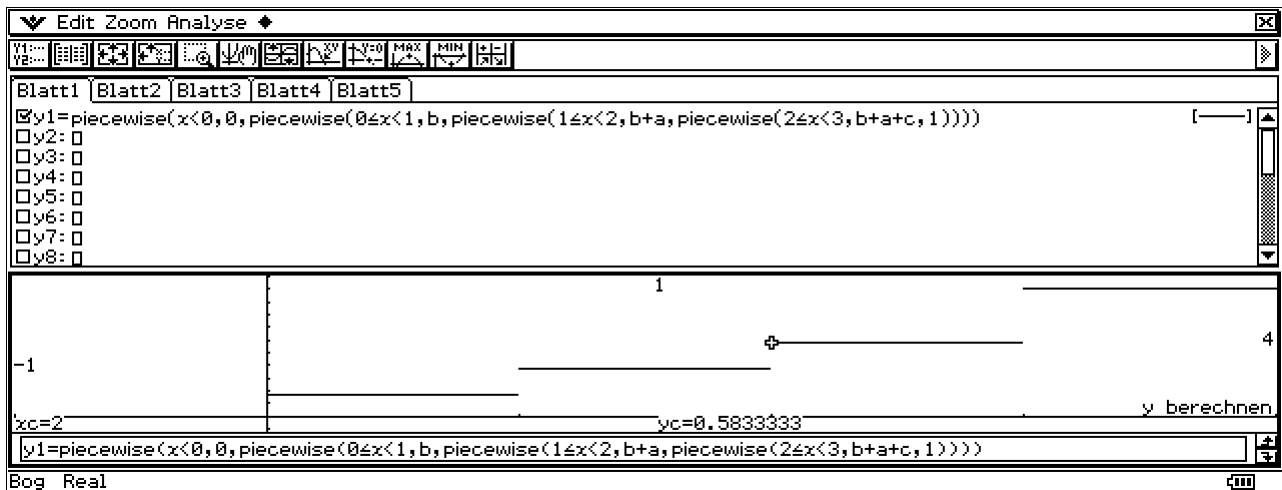 Edit Zoom Analyse
Blatt1 Blatt2 Blatt3 Blatt4 Blatt5
y1=piecewise(x<0,0,piecewise(0≤x<1,b,piecewise(1≤x<2,b+a,piecewise(2≤x<3,b+a+c,1))))
y2:
y3:
y4:
y5:
y6:
y7:
y8:
1
4
-1
y berechnen
xc=2 yc=0.5833333
y1=piecewise(x<0,0,piecewise(0≤x<1,b,piecewise(1≤x<2,b+a,piecewise(2≤x<3,b+a+c,1))))
Bog Real